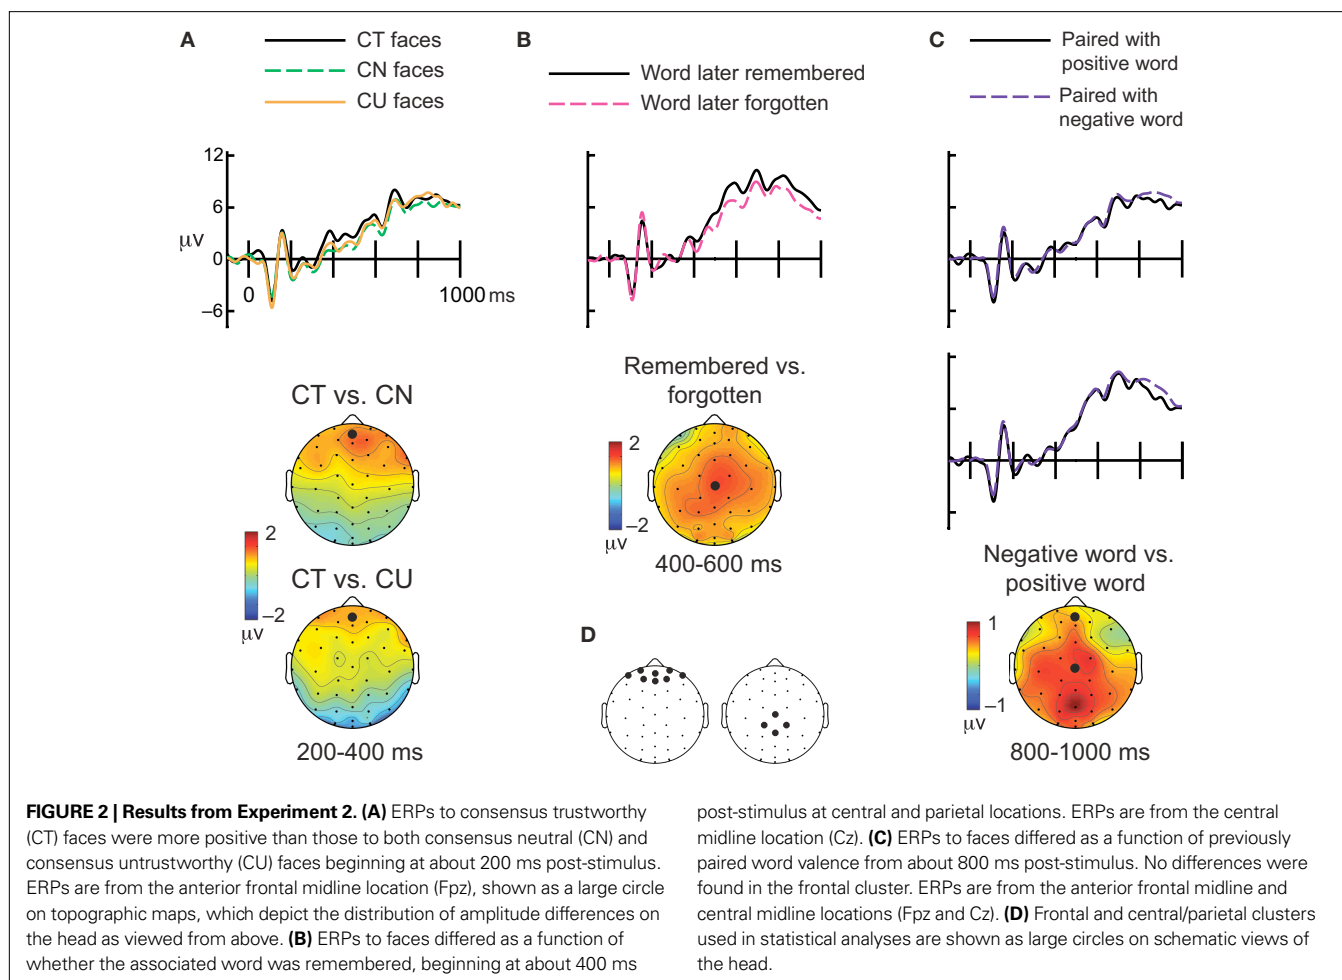 A
CT faces
CN faces
CU faces
12
6
μv
0
–6
0
1000 ms
CT vs. CN
2
–2
μv
CT vs. CU
200-400 ms
B
Word later remembered
Word later forgotten
Remembered vs.
forgotten
2
–2
μv
400-600 ms
C
Paired with
positive word
Paired with
negative word
Negative word vs.
positive word
1
–1
μv
800-1000 ms
D
FIGURE 2 | Results from Experiment 2. (A) ERPs to consensus trustworthy
(CT) faces were more positive than those to both consensus neutral (CN) and
consensus untrustworthy (CU) faces beginning at about 200 ms post-stimulus.
ERPs are from the anterior frontal midline location (Fpz), shown as a large circle
on topographic maps, which depict the distribution of amplitude differences on
the head as viewed from above. (B) ERPs to faces differed as a function of
whether the associated word was remembered, beginning at about 400 ms
post-stimulus at central and parietal locations. ERPs are from the central
midline location (Cz). (C) ERPs to faces differed as a function of previously
paired word valence from about 800 ms post-stimulus. No differences were
found in the frontal cluster. ERPs are from the anterior frontal midline and
central midline locations (Fpz and Cz). (D) Frontal and central/parietal clusters
used in statistical analyses are shown as large circles on schematic views of
the head.